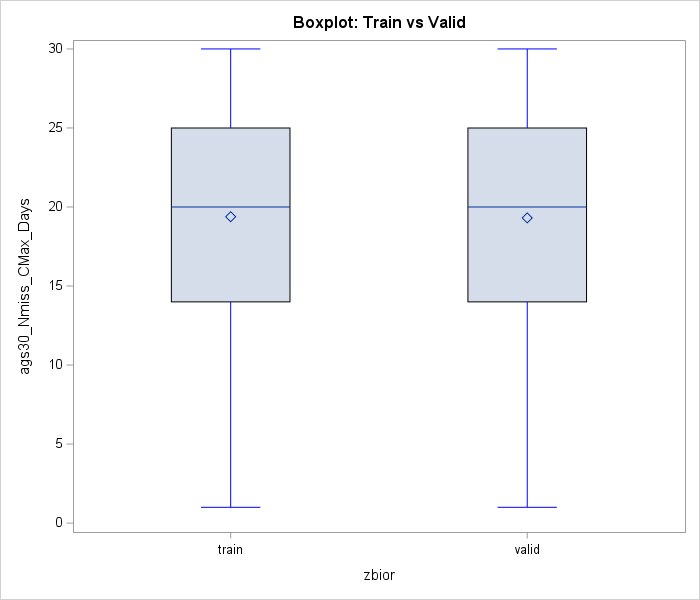 Boxplot: Train vs Valid
30
25
20
15
10
5
0
ags30_Nmiss_CMax_Days
train
valid
zbior